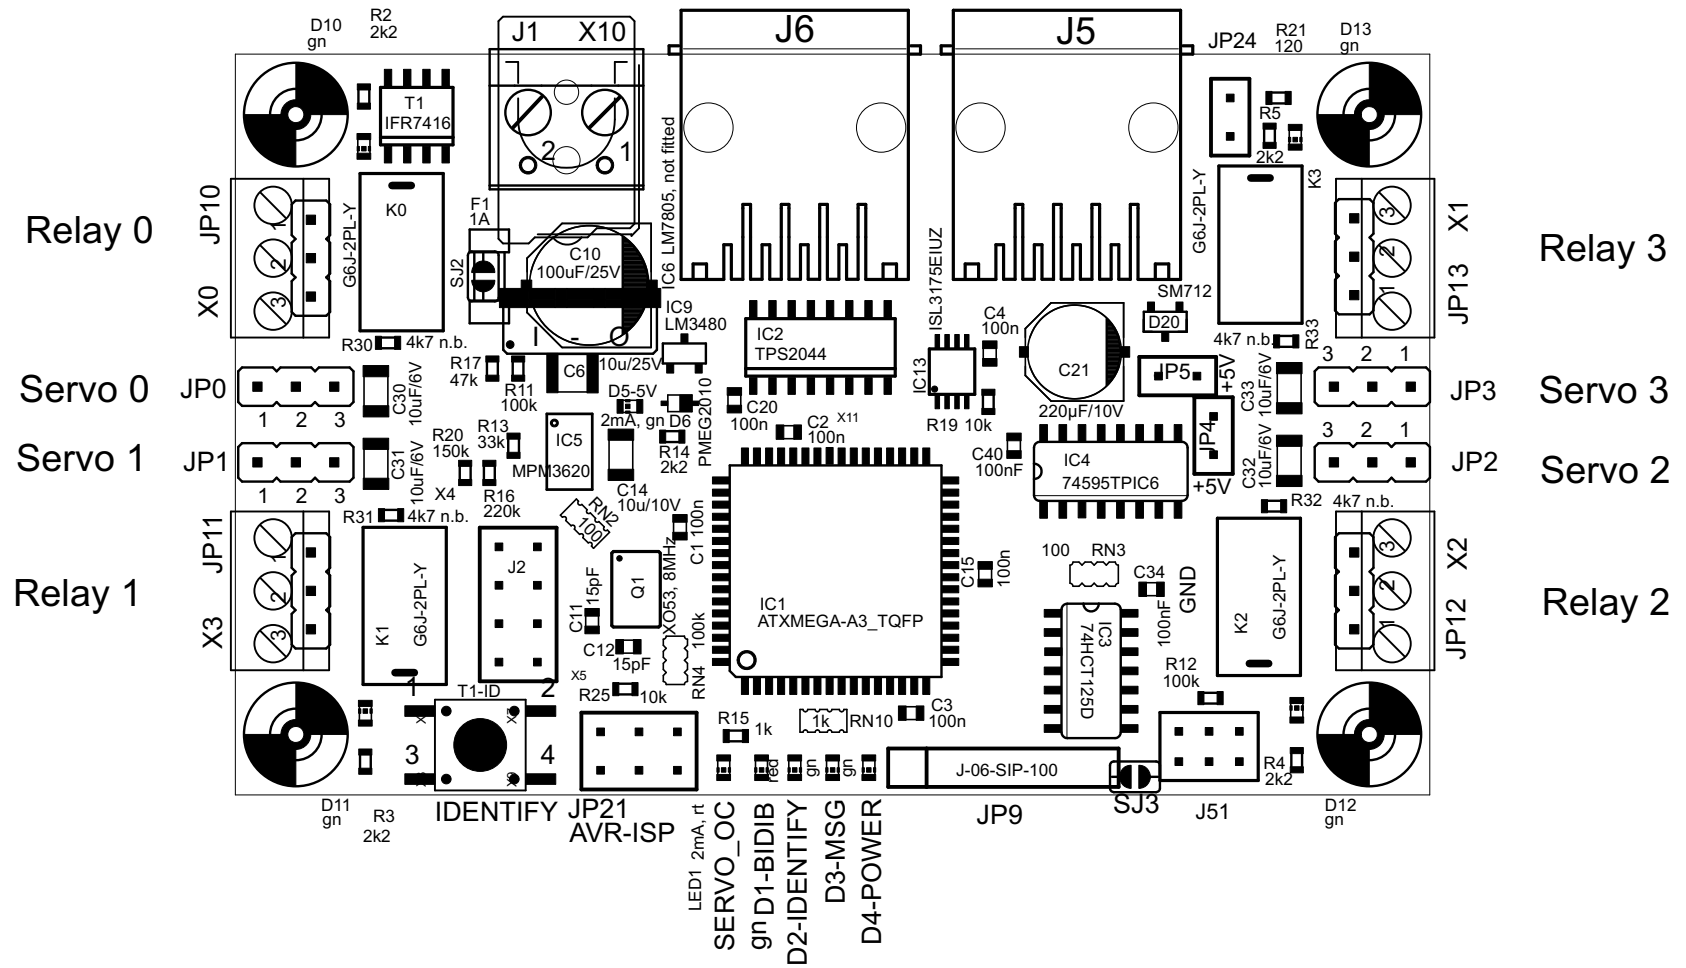 D10
gn
R2
2k2
J1
X10
J6
J5
JP24
R21
120
D13
gn
T1
IFR7416
2
1
R5
2k2
IC6 LM7805, not fitted
Relay 0
JP10
X0
1
2
3
G6J-2PL-Y
K0
F1
1A
SJ2
C10
100uF/25V
I - O
G6J-2PL-Y
K3
3
2
1
X1
JP13
Relay 3
IC9
LM3480
IC2
TPS2044
ISL3175EIUZ
IC13
C4
100n
SM712
D20
C21
220µF/10V
R30
4k7 n.b.
R17
47k
R11
100k
C6
10u/25V
D5-5V
2mA, gn
D6
PMEG2010
C20
100n
C2
100n
X11
R19
10k
JP5
+5V
4k7 n.b.
R33
C33
10uF/6V
Servo 0
JP0
1 2 3
C30
10uF/6V
3 2 1
JP3
Servo 3
Servo 1
JP1
1 2 3
C31
10uF/6V
R20
150k
R13
33k
IC5
MPM3620
R14
2k2
C14
10u/10V
X4
R16
220k
C40
100nF
IC4
74595TPIC6
JP4
+5V
C32
10uF/6V
3 2 1
JP2
Servo 2
R31
4k7 n.b.
R32
4k7 n.b.
RN2
100
C1 100n
JP11
X3
1
2
3
Relay 1
K1
G6J-2PL-Y
J2
1
2
C11
15pF
Q1
XO53, 8MHz
C12
15pF
RN4
100k
IC1
ATXMEGA-A3_TQFP
C15
100n
100
RN3
C34
100nF
GND
IC3
74HCT125D
K2
G6J-2PL-Y
3
2
1
X2
JP12
Relay 2
T1-ID
3
4
X5
R25
10k
R15
1k
1k
RN10
C3
100n
R12
100k
R4
2k2
J-06-SIP-100
red
gn
gn
D11
gn
R3
2k2
IDENTIFY
JP21
AVR-ISP
JP9
SJ3
J51
D12
gn
LED1 2mA, rt
SERVO_OC
gn D1-BIDIB
D2-IDENTIFY
D3-MSG
D4-POWER